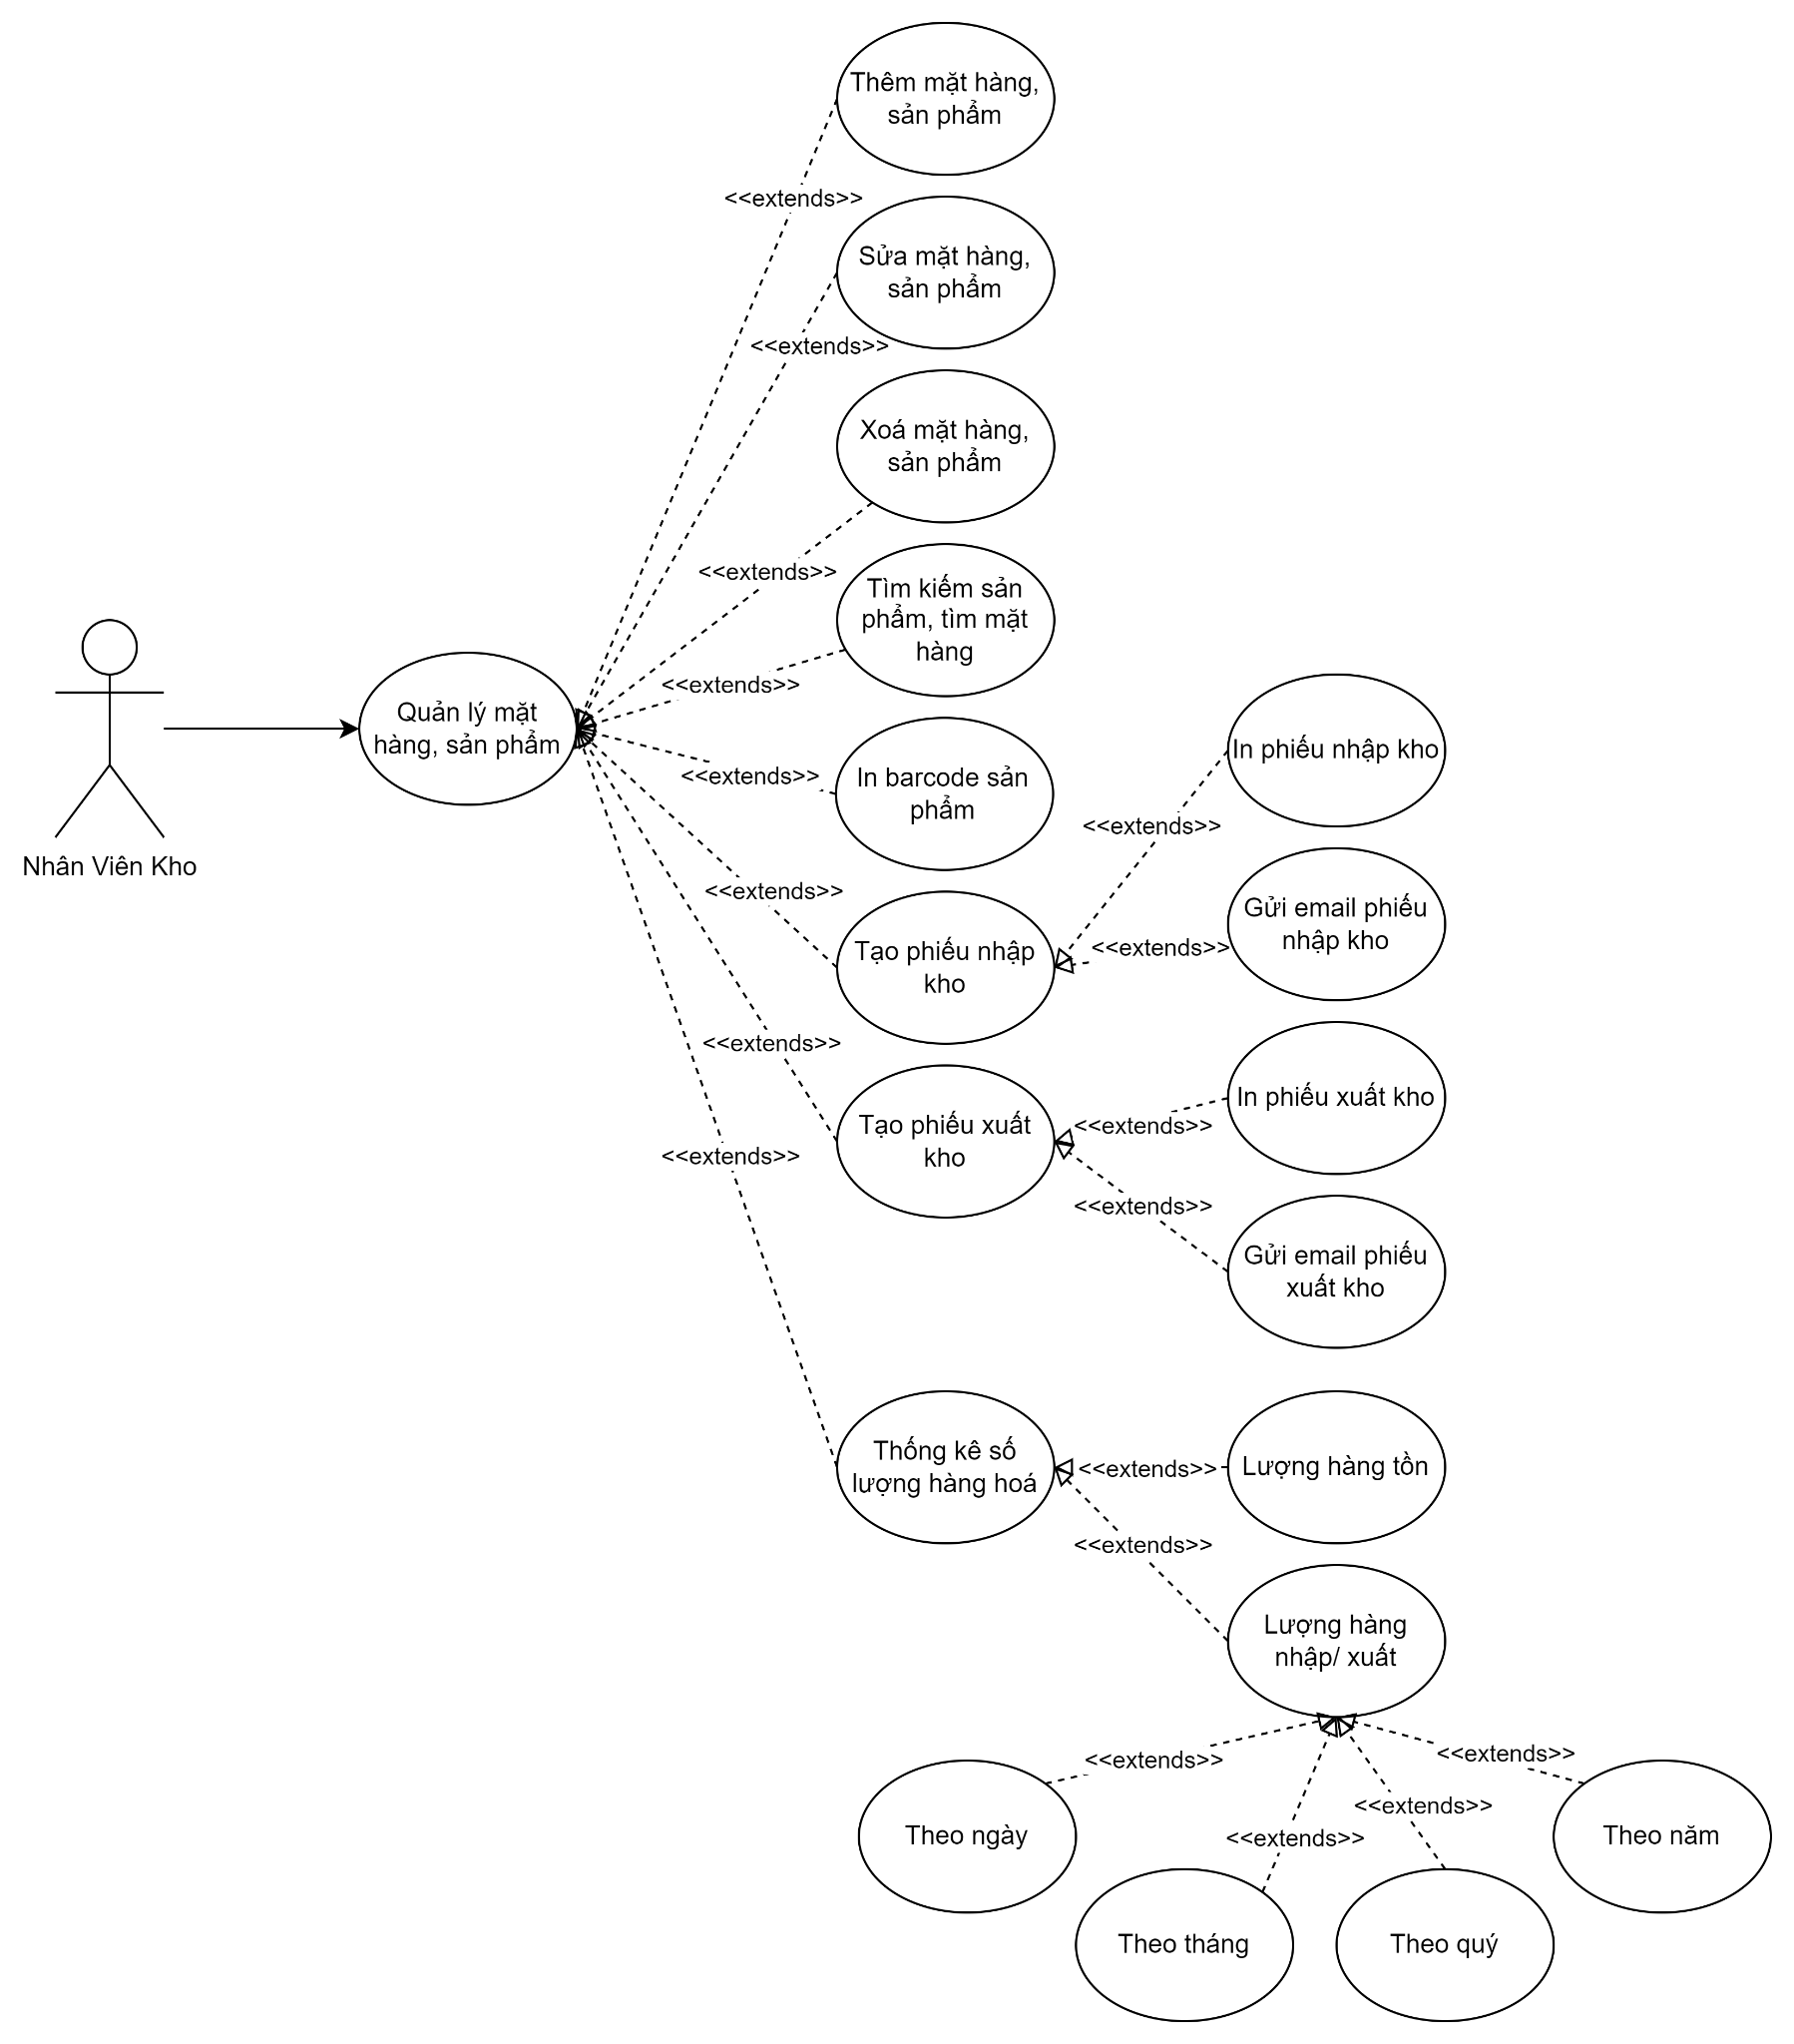 Thêm mặt hàng,
sản phẩm
<<extends>>
Sửa mặt hàng,
sản phẩm
<<extends>>
Xoá mặt hàng,
sản phẩm
<<extends>>
Tìm kiếm sản
phẩm, tìm mặt
hàng
<<extends>>
Quản lý mặt
hàng, sản phẩm
Nhân Viên Kho
<<extends>>
In barcode sản
phẩm
In phiếu nhập kho
<<extends>>
<<extends>>
Tạo phiếu nhập
kho
Gửi email phiếu
nhập kho
<<extends>>
<<extends>>
Tạo phiếu xuất
kho
In phiếu xuất kho
<<extends>>
<<extends>>
<<extends>>
Gửi email phiếu
xuất kho
Thống kê số
lượng hàng hoá
<<extends>>
Lượng hàng tồn
<<extends>>
Lượng hàng
nhập/ xuất
<<extends>>
<<extends>>
<<extends>>
<<extends>>
Theo ngày
Theo năm
Theo tháng
Theo quý